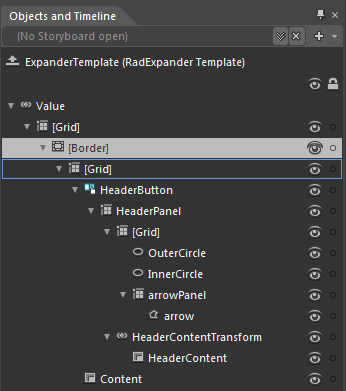 Objects and Timeline
(No Storyboard open)
ExpanderTemplate (RadExpander Template)
Value
[Grid]
[Border]
[Grid]
HeaderButton
HeaderPanel
[Grid]
OuterCircle
InnerCircle
arrowPanel
arrow
HeaderContentTransform
HeaderContent
Content